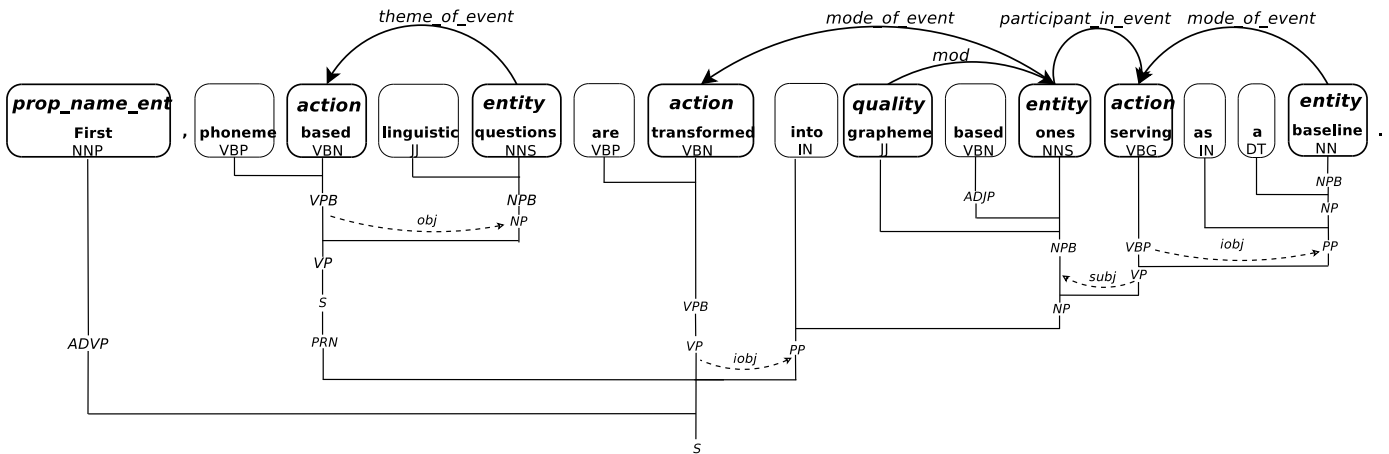 theme_of_event mode_of_event participant_in_event mode_of_event
mod
prop_name_ent action entity action quality entity action entity
First , phoneme based linguistic questions are transformed into grapheme based ones serving as a baseline .
NNP VBP VBN JJ NNS VBP VBN IN JJ VBN NNS VBG IN DT NN
NPB
ADJP
VPB NPB NP
obj NP
NPB VBP iobj PP
VP
subj VP
S
VPB NP
ADVP PRN VP iobj PP
S